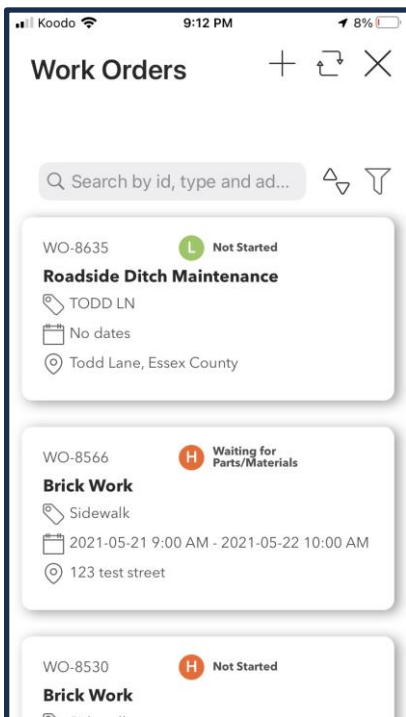 Koodo 9:12 PM 8%
Work Orders
Search by id, type and ad...
WO-8635 L Not Started
Roadside Ditch Maintenance
TODD LN
No dates
Todd Lane, Essex County
WO-8566 H Waiting for
Parts/Materials
Brick Work
Sidewalk
2021-05-21 9:00 AM - 2021-05-22 10:00 AM
123 test street
WO-8530 H Not Started
Brick Work